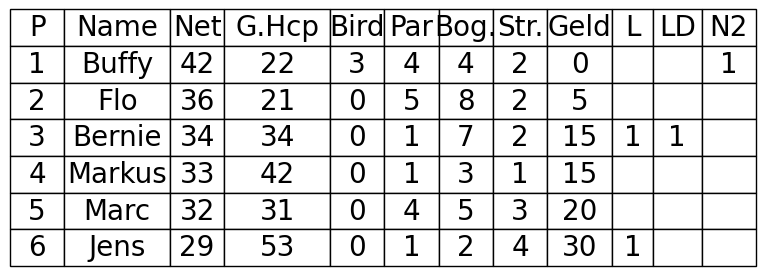 P Name Net G.Hcp Bird Par Bog. Str. Geld L LD N2
1 Buffy 42 22 3 4 4 2 0 1
2 Flo 36 21 0 5 8 2 5
3 Bernie 34 34 0 1 7 2 15 1 1
4 Markus 33 42 0 1 3 1 15
5 Marc 32 31 0 4 5 3 20
6 Jens 29 53 0 1 2 4 30 1